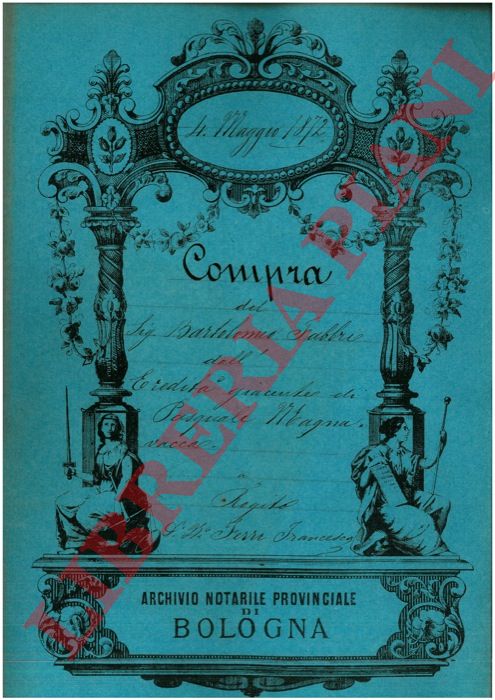 4. Maggio 1872
Compra
del
Sig. Bartolomeo Fabbri
dall'
Eredità giacente di
Pasquale Magna-
vacca.
a
Rogito
Ferri Francesco
ARCHIVIO NOTARILE PROVINCIALE
DI
BOLOGNA
LIBRERIA PIANI